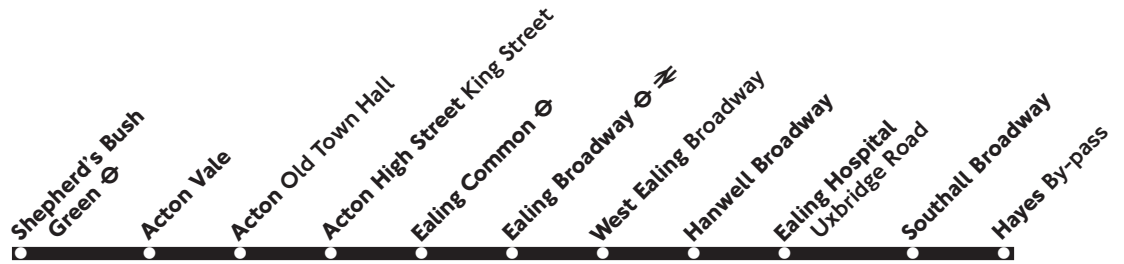 Shepherd's Bush
Green
Acton Vale
Acton Old Town Hall
Acton High Street King Street
Ealing Common
Ealing Broadway
West Ealing Broadway
Hanwell Broadway
Ealing Hospital
Uxbridge Road
Southall Broadway
Hayes By-pass